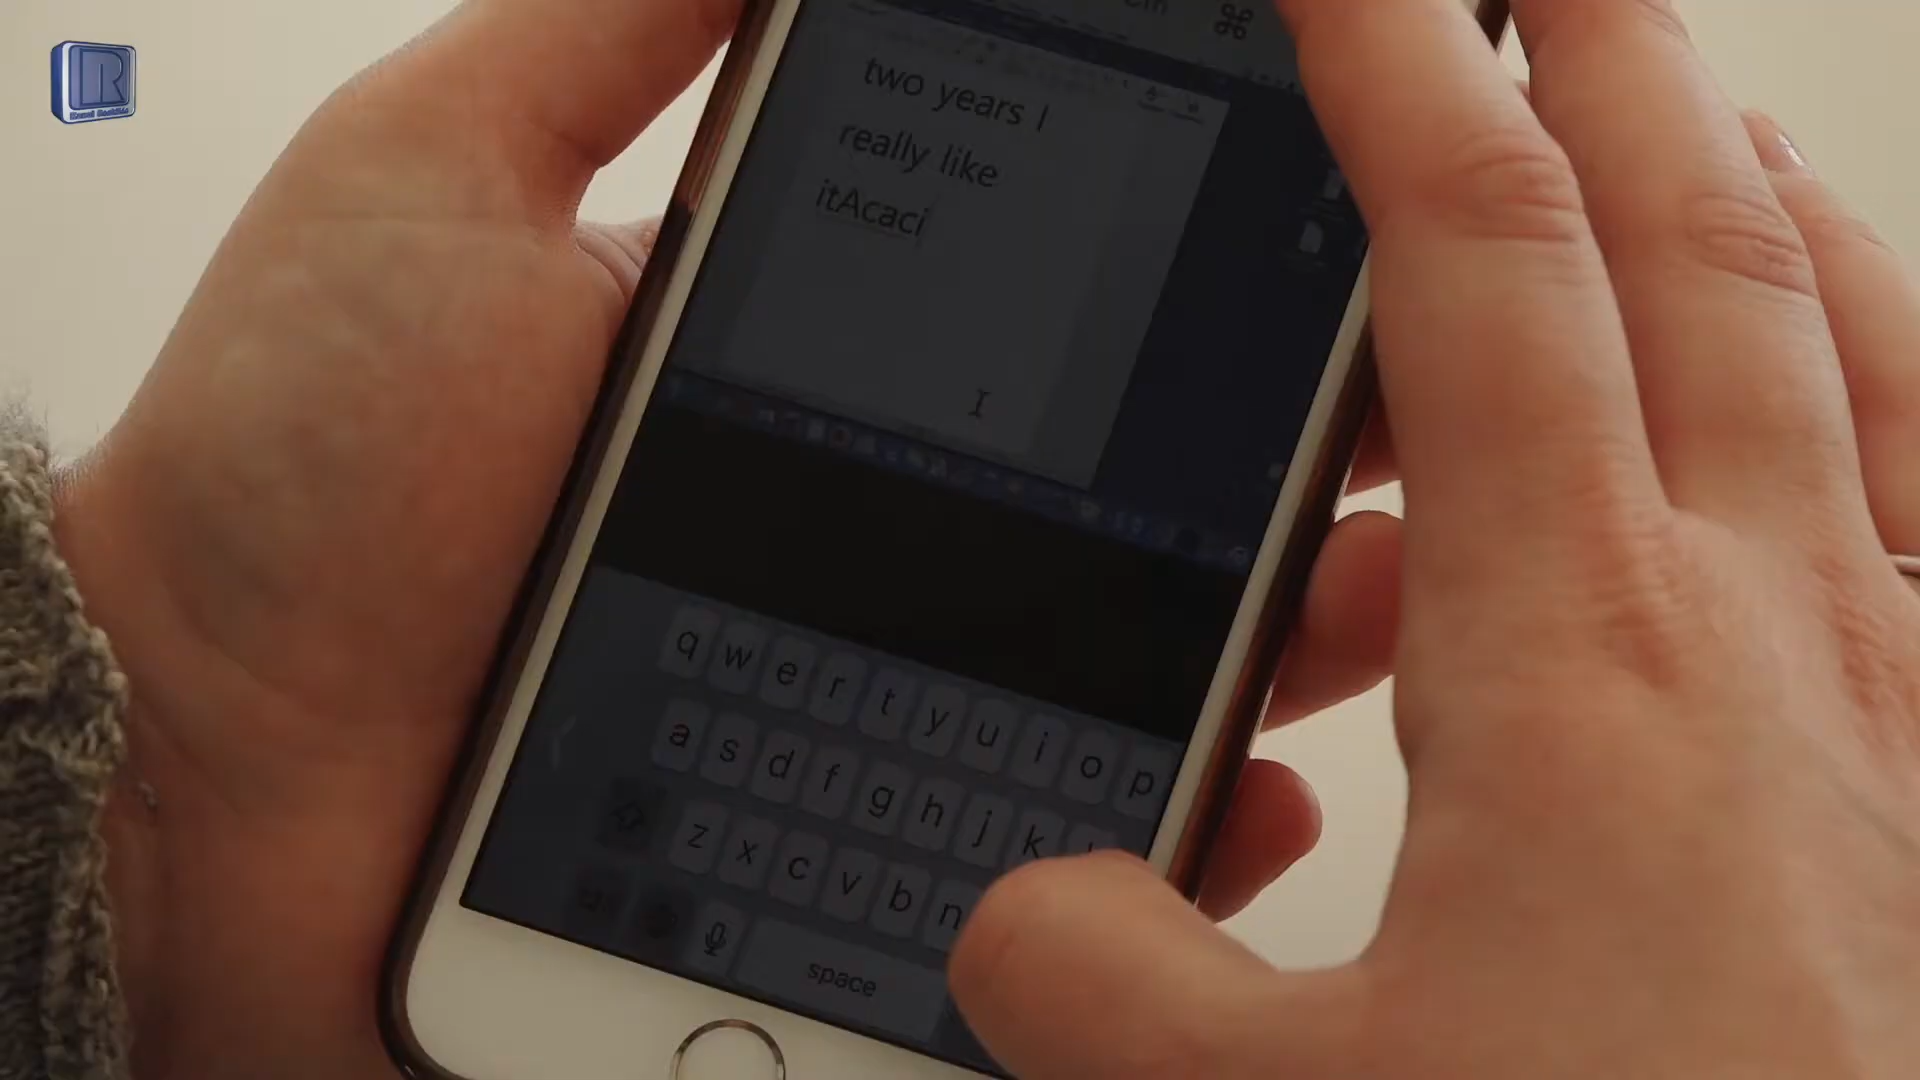 two years I
really like
itAcaci
q w e r t y u i o p
a s d f g h j k
z x c v b n
space